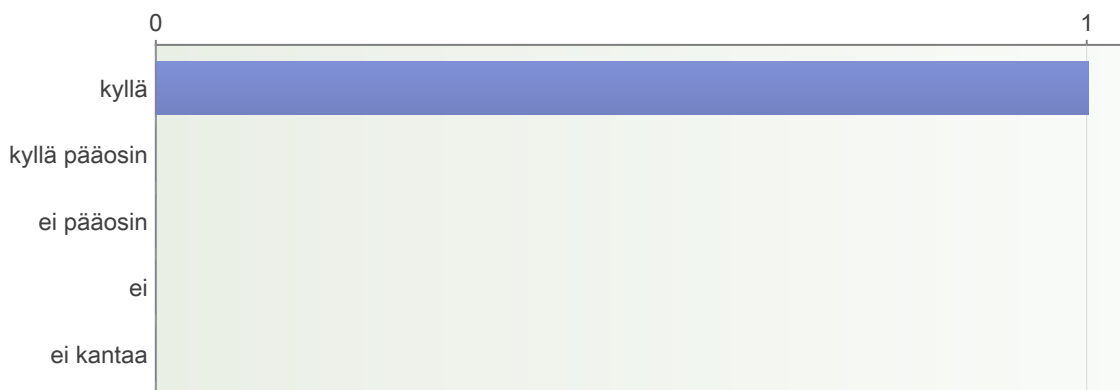 0 1
kyllä
kyllä pääosin
ei pääosin
ei
ei kantaa